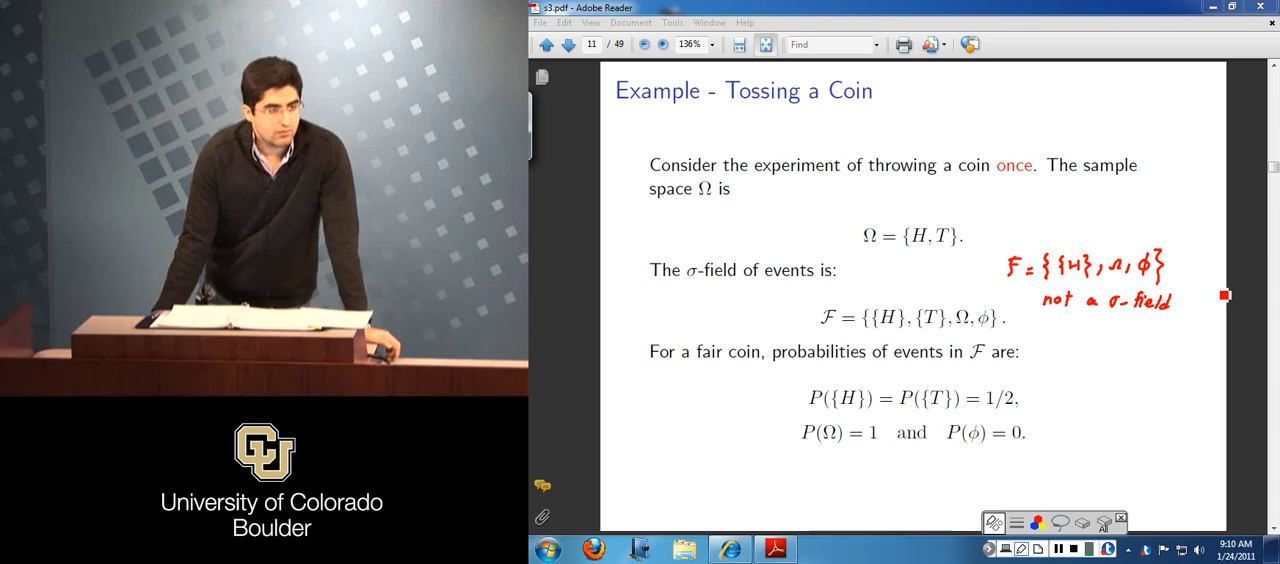 s3.pdf - Adobe Reader
File Edit View Document Tools Window Help
11 / 49 136% Find
Example - Tossing a Coin
Consider the experiment of throwing a coin once. The sample
space Ω is
Ω = {H, T}.
F = { {H}, Ω, ϕ}
The σ-field of events is:
not a σ-field
F = {{H}, {T}, Ω, ϕ} .
For a fair coin, probabilities of events in F are:
P({H}) = P({T}) = 1/2,
P(Ω) = 1 and P(ϕ) = 0.
CU
University of Colorado
Boulder
All
9:10 AM
1/24/2011